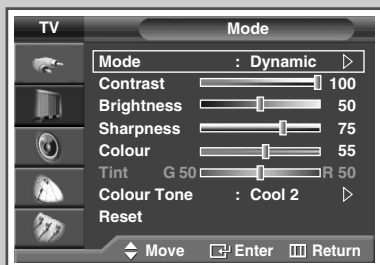 TV Mode
Mode : Dynamic
Contrast 100
Brightness 50
Sharpness 75
Colour 55
Tint G 50 R 50
Colour Tone : Cool 2
Reset
Move Enter Return